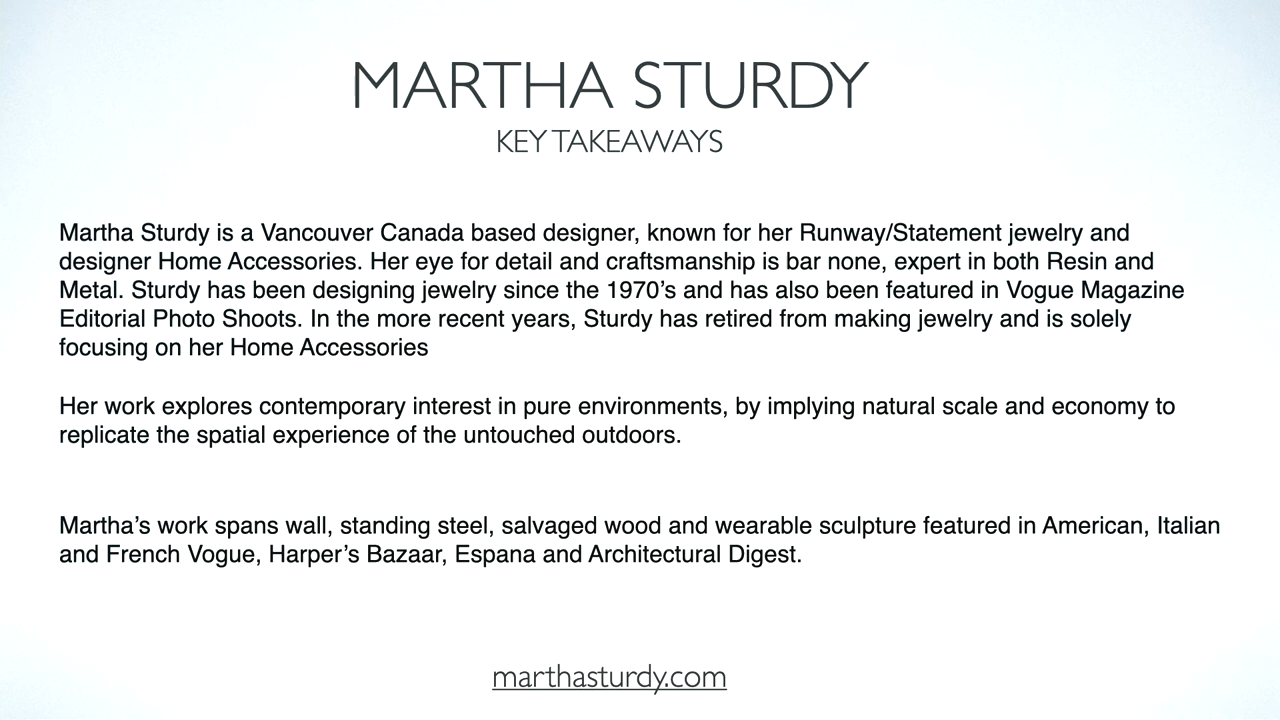 MARTHA STURDY
KEY TAKEAWAYS
Martha Sturdy is a Vancouver Canada based designer, known for her Runway/Statement jewelry and
designer Home Accessories. Her eye for detail and craftsmanship is bar none, expert in both Resin and
Metal. Sturdy has been designing jewelry since the 1970’s and has also been featured in Vogue Magazine
Editorial Photo Shoots. In the more recent years, Sturdy has retired from making jewelry and is solely
focusing on her Home Accessories
Her work explores contemporary interest in pure environments, by implying natural scale and economy to
replicate the spatial experience of the untouched outdoors.
Martha’s work spans wall, standing steel, salvaged wood and wearable sculpture featured in American, Italian
and French Vogue, Harper’s Bazaar, Espana and Architectural Digest.
marthasturdy.com